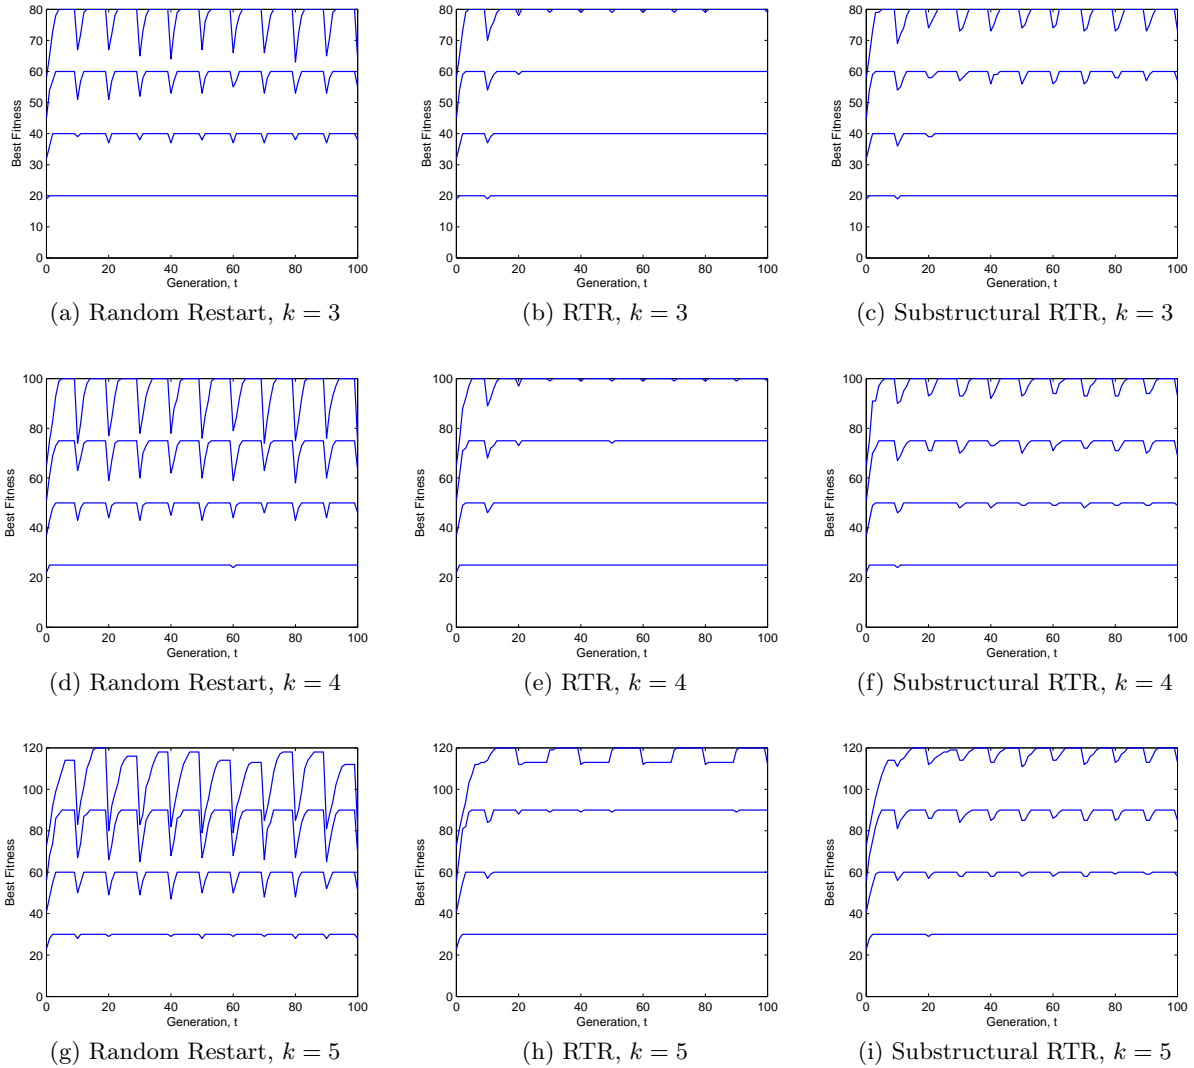 80
70
60
50
40
30
20
10
0
Best Fitness
0 20 40 60 80 100
Generation, t
(a) Random Restart, k = 3
80
70
60
50
40
30
20
10
0
Best Fitness
0 20 40 60 80 100
Generation, t
(b) RTR, k = 3
80
70
60
50
40
30
20
10
0
Best Fitness
0 20 40 60 80 100
Generation, t
(c) Substructural RTR, k = 3
100
80
60
40
20
0
Best Fitness
0 20 40 60 80 100
Generation, t
(d) Random Restart, k = 4
100
80
60
40
20
0
Best Fitness
0 20 40 60 80 100
Generation, t
(e) RTR, k = 4
100
80
60
40
20
0
Best Fitness
0 20 40 60 80 100
Generation, t
(f) Substructural RTR, k = 4
120
100
80
60
40
20
0
Best Fitness
0 20 40 60 80 100
Generation, t
(g) Random Restart, k = 5
120
100
80
60
40
20
0
Best Fitness
0 20 40 60 80 100
Generation, t
(h) RTR, k = 5
120
100
80
60
40
20
0
Best Fitness
0 20 40 60 80 100
Generation, t
(i) Substructural RTR, k = 5